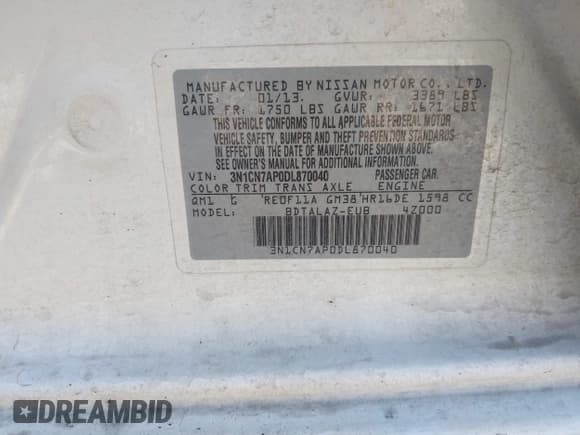 MANUFACTURED BY NISSAN MOTOR CO., LTD.
DATE: 01/13. GVWR: 3389 LBS
GAWR FR: 1750 LBS GAWR RR: 1671 LBS
THIS VEHICLE CONFORMS TO ALL APPLICABLE FEDERAL MOTOR
VEHICLE SAFETY, BUMPER AND THEFT PREVENTION STANDARDS
IN EFFECT ON THE DATE OF MANUFACTURE SHOWN ABOVE.
SEE OWNER'S MANUAL FOR ADDITIONAL INFORMATION.
VIN: 3N1CN7AP0DL870040 PASSENGER CAR.
COLOR TRIM TRANS AXLE ENGINE
QM1 G RE0F11A GM38 HR16DE 1598 CC
MODEL: BDTALAZ-EUB 4Z000
3N1CN7AP0DL870040
DREAMBID